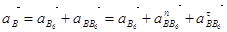 a_B = a_{B_6} + a_{BB_6} = a_{B_6} + a^n_{BB_6} + a^τ_{BB_6}